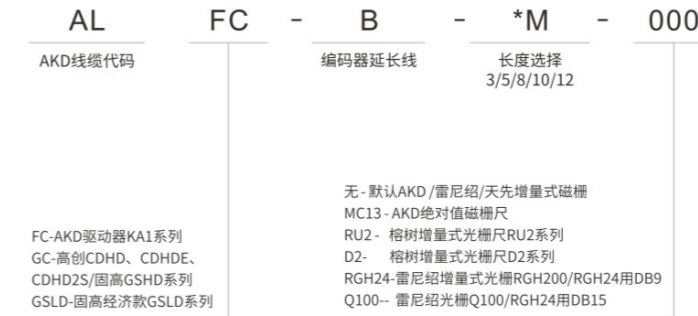 AL FC - B - *M - 000
AKD线缆代码 编码器延长线 长度选择
3/5/8/10/12
无-默认AKD/雷尼绍/天先增量式磁栅
MC13-AKD绝对值磁栅尺
FC-AKD驱动器KA1系列 RU2- 榕树增量式光栅尺RU2系列
GC-高创CDHD、CDHDE、 D2- 榕树增量式光栅尺D2系列
CDHD2S/固高GSHD系列 RGH24-雷尼绍增量式光栅RGH200/RGH24用DB9
GSLD-固高经济款GSLD系列 Q100-- 雷尼绍光栅Q100/RGH24用DB15